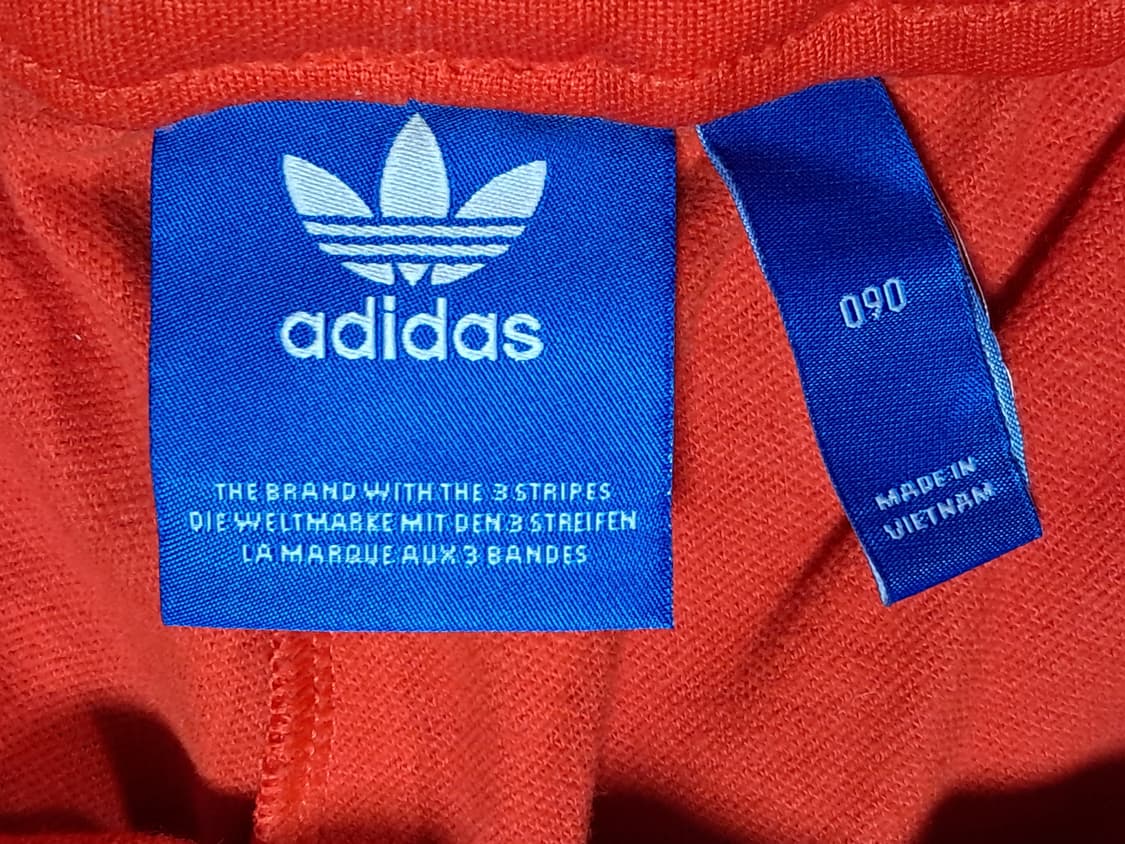 adidas
THE BRAND WITH THE 3 STRIPES
DIE WELTMARKE MIT DEN 3 STREIFEN
LA MARQUE AUX 3 BANDES
090
MADE IN
VIETNAM